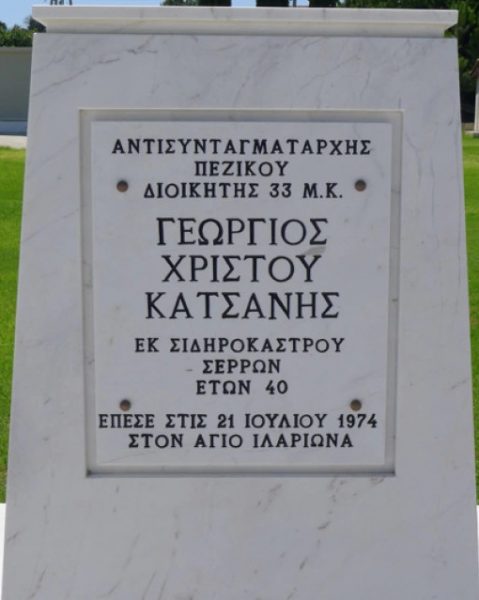 ΑΝΤΙΣΥΝΤΑΓΜΑΤΑΡΧΗΣ
ΠΕΖΙΚΟΥ
ΔΙΟΙΚΗΤΗΣ 33 Μ.Κ.
ΓΕΩΡΓΙΟΣ
ΧΡΙΣΤΟΥ
ΚΑΤΣΑΝΗΣ
ΕΚ ΣΙΔΗΡΟΚΑΣΤΡΟΥ
ΣΕΡΡΩΝ
ΕΤΩΝ 40
ΕΠΕΣΕ ΣΤΙΣ 21 ΙΟΥΛΙΟΥ 1974
ΣΤΟΝ ΑΓΙΟ ΙΛΑΡΙΩΝΑ